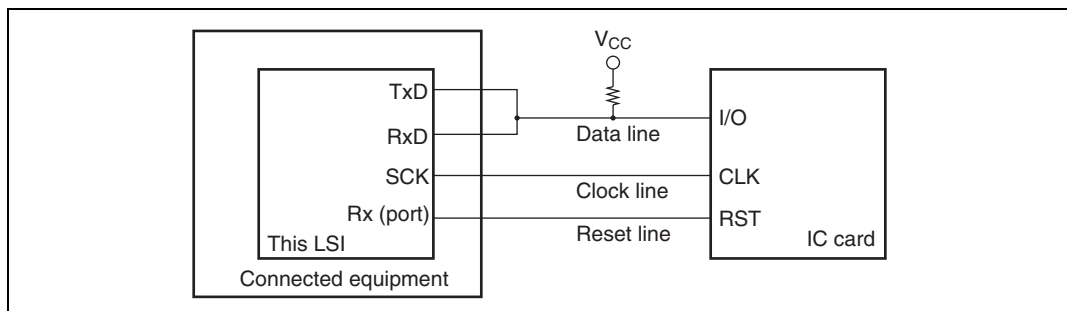 VCC
TxD
RxD
SCK
Rx (port)
This LSI
Connected equipment
Data line
Clock line
Reset line
I/O
CLK
RST
IC card